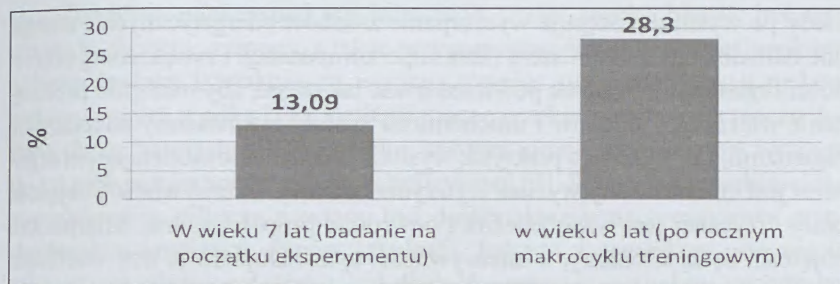 30
25
20
15
10
5
0
%
13,09
28,3
W wieku 7 lat (badanie na
początku eksperymentu)
w wieku 8 lat (po rocznym
makrocyklu treningowym)